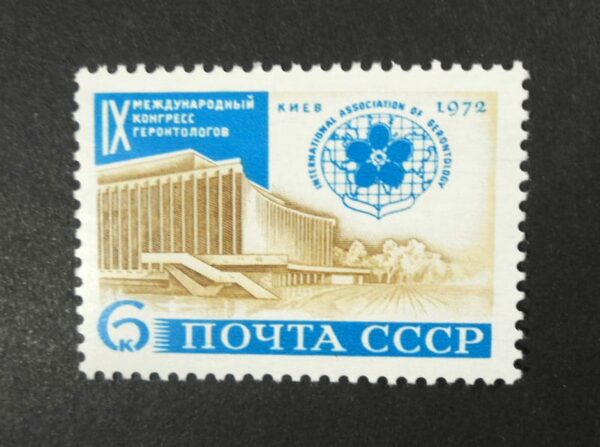 IX
МЕЖДУНАРОДНЫЙ
КОНГРЕСС
ГЕРОНТОЛОГОВ
КИЕВ 1972
INTERNATIONAL ASSOCIATION OF GERONTOLOGY
6 К ПОЧТА СССР